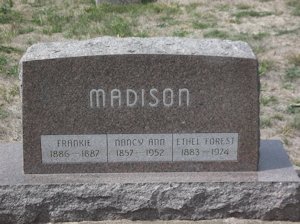 MADISON
FRANKIE NANCY ANN ETHEL FOREST
1886 - 1887 1857 - 1952 1883 - 1974